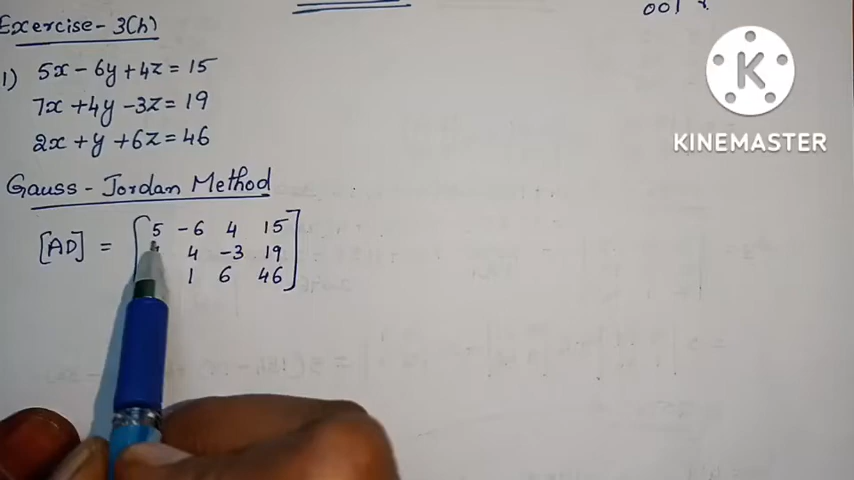 Exercise - 3(h)
1) 5x - 6y + 4z = 15
7x + 4y - 3z = 19
2x + y + 6z = 46
Gauss - Jordan Method
[AD] = [5 -6 4 15
4 -3 19
1 6 46]
KINEMASTER